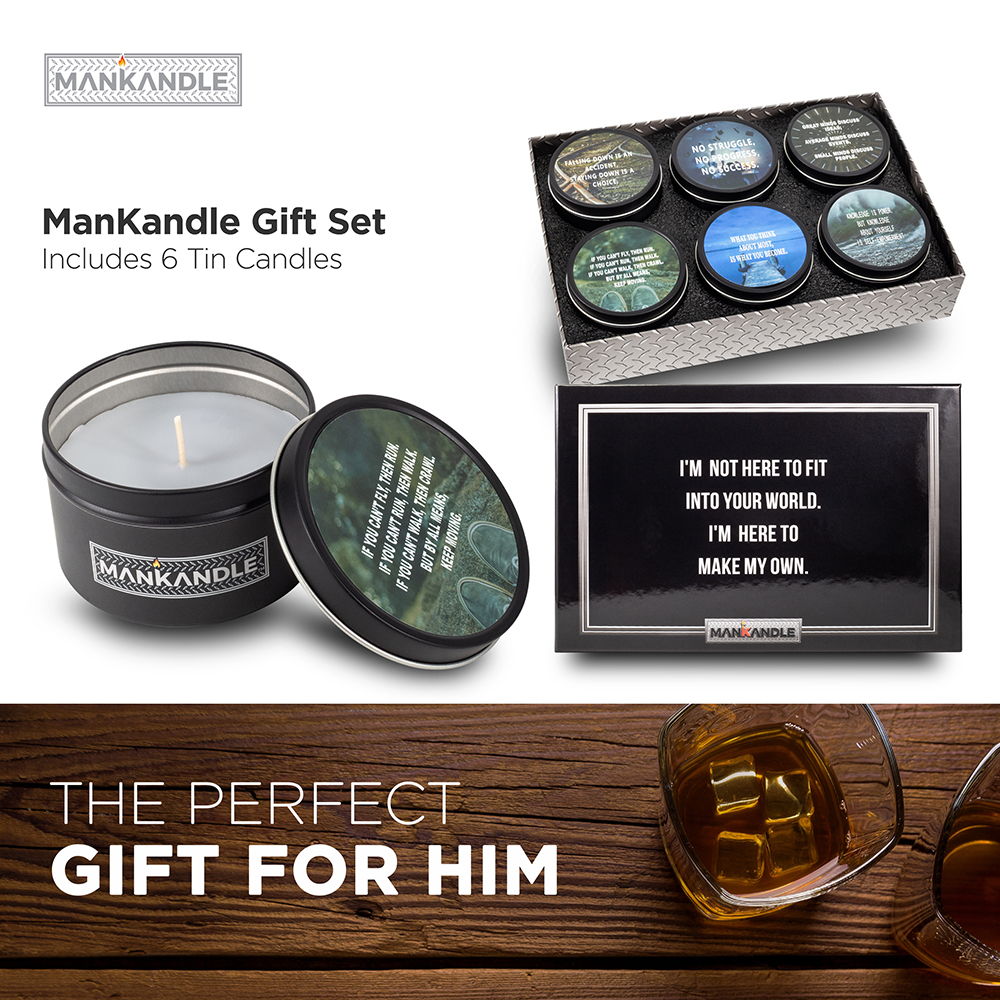 MANKANDLE
ManKandle Gift Set
Includes 6 Tin Candles
FALLING DOWN IS AN
ACCIDENT,
STAYING DOWN IS A
CHOICE.
NO STRUGGLE,
NO PROGRESS,
NO SUCCESS.
GREAT MINDS DISCUSS
IDEAS.
AVERAGE MINDS DISCUSS
EVENTS.
SMALL MINDS DISCUSS
PEOPLE.
IF YOU CAN'T FLY, THEN RUN.
IF YOU CAN'T RUN, THEN WALK.
IF YOU CAN'T WALK, THEN CRAWL.
BUT BY ALL MEANS,
KEEP MOVING.
WHAT YOU THINK
ABOUT MOST,
IS WHAT YOU BECOME.
KNOWLEDGE IS POWER.
BUT KNOWLEDGE
ABOUT YOURSELF
IS SELF-EMPOWERMENT.
MANKANDLE
IF YOU CAN'T FLY, THEN RUN.
IF YOU CAN'T RUN, THEN WALK.
IF YOU CAN'T WALK, THEN CRAWL.
BUT BY ALL MEANS,
KEEP MOVING.
I'M NOT HERE TO FIT
INTO YOUR WORLD.
I'M HERE TO
MAKE MY OWN.
MANKANDLE
THE PERFECT
GIFT FOR HIM